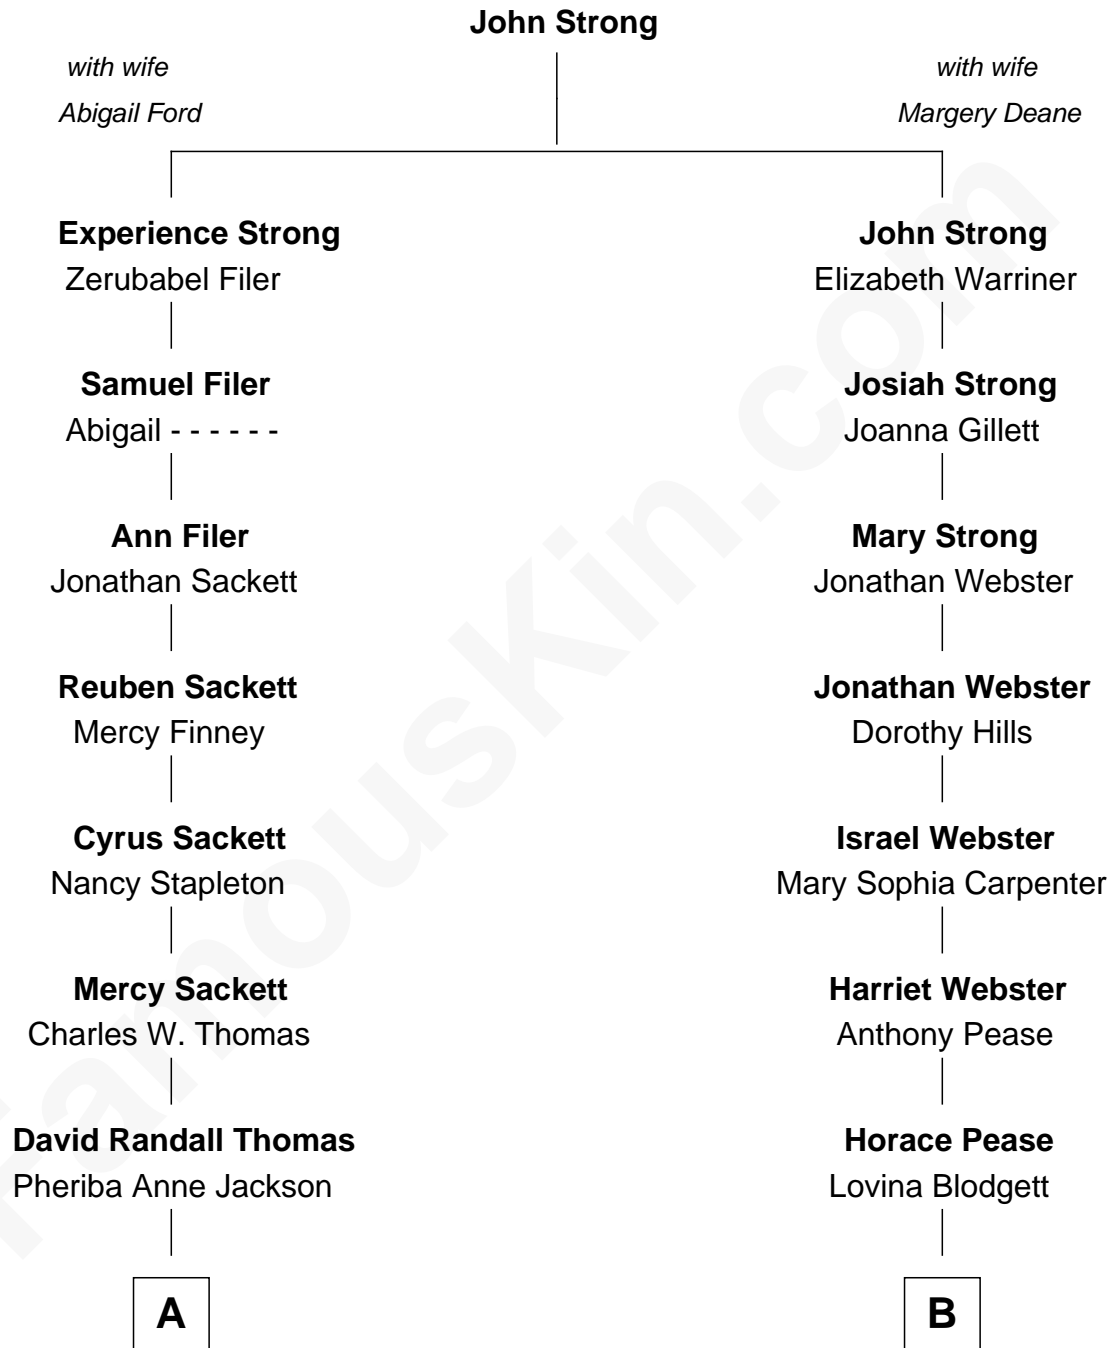 John Strong
with wife
Abigail Ford
with wife
Margery Deane
Experience Strong
Zerubabel Filer
John Strong
Elizabeth Warriner
Samuel Filer
Abigail - - - - - -
Josiah Strong
Joanna Gillett
Ann Filer
Jonathan Sackett
Mary Strong
Jonathan Webster
Reuben Sackett
Mercy Finney
Jonathan Webster
Dorothy Hills
Cyrus Sackett
Nancy Stapleton
Israel Webster
Mary Sophia Carpenter
Mercy Sackett
Charles W. Thomas
Harriet Webster
Anthony Pease
David Randall Thomas
Pheriba Anne Jackson
Horace Pease
Lovina Blodgett
A
B
FamousKin.com